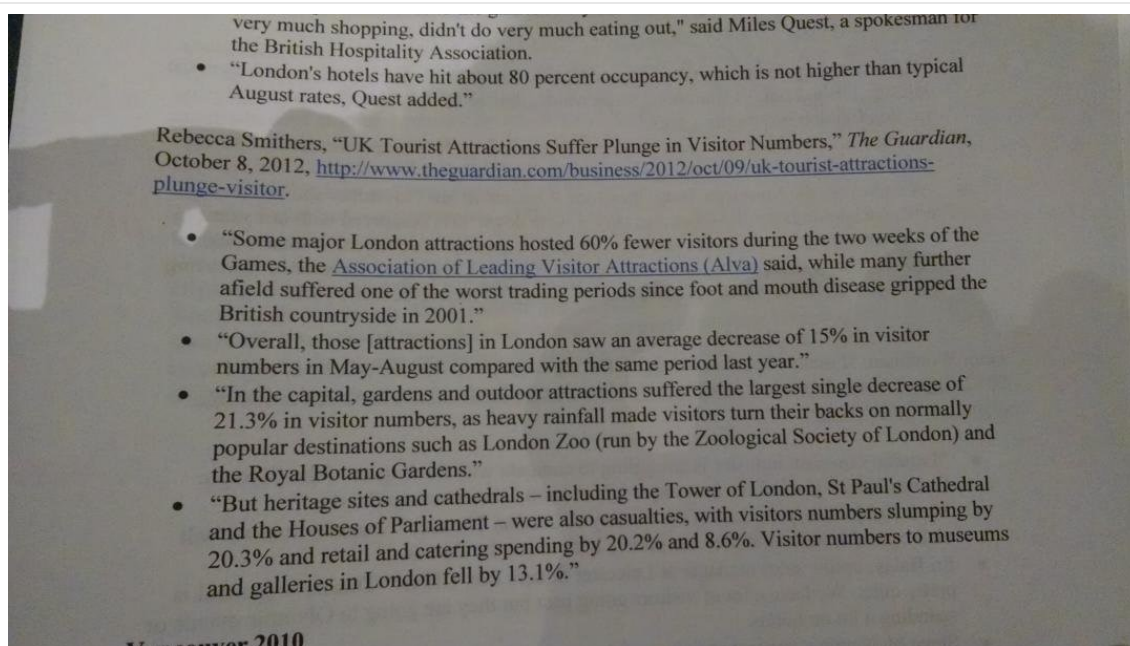 very much shopping, didn't do very much eating out," said Miles Quest, a spokesman for
the British Hospitality Association.
• “London's hotels have hit about 80 percent occupancy, which is not higher than typical
August rates, Quest added.”
Rebecca Smithers, “UK Tourist Attractions Suffer Plunge in Visitor Numbers,” The Guardian,
October 8, 2012, http://www.theguardian.com/business/2012/oct/09/uk-tourist-attractions-
plunge-visitor.
• “Some major London attractions hosted 60% fewer visitors during the two weeks of the
Games, the Association of Leading Visitor Attractions (Alva) said, while many further
afield suffered one of the worst trading periods since foot and mouth disease gripped the
British countryside in 2001.”
• “Overall, those [attractions] in London saw an average decrease of 15% in visitor
numbers in May-August compared with the same period last year.”
• “In the capital, gardens and outdoor attractions suffered the largest single decrease of
21.3% in visitor numbers, as heavy rainfall made visitors turn their backs on normally
popular destinations such as London Zoo (run by the Zoological Society of London) and
the Royal Botanic Gardens.”
• “But heritage sites and cathedrals – including the Tower of London, St Paul's Cathedral
and the Houses of Parliament – were also casualties, with visitors numbers slumping by
20.3% and retail and catering spending by 20.2% and 8.6%. Visitor numbers to museums
and galleries in London fell by 13.1%.”
2010